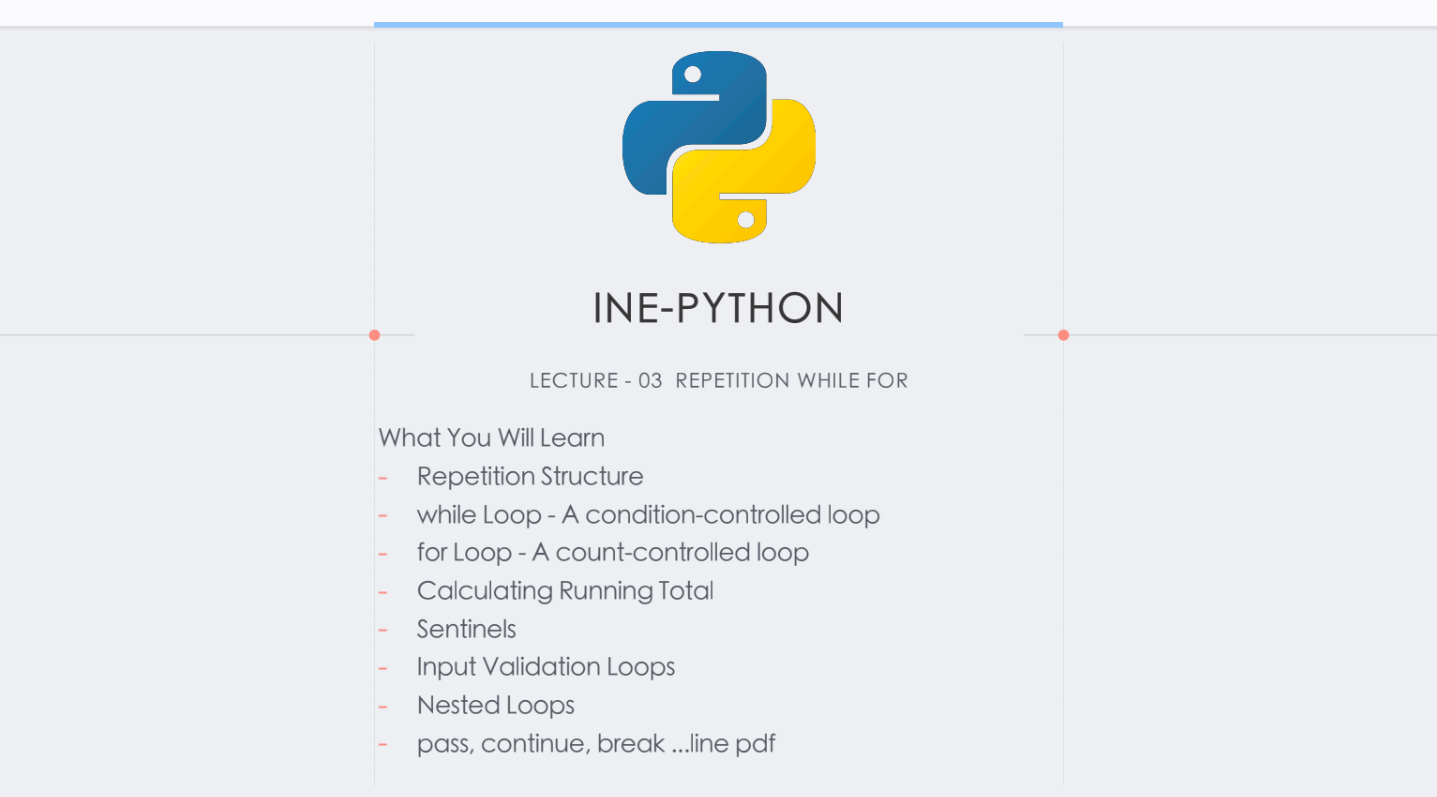 INE-PYTHON
LECTURE - 03 REPETITION WHILE FOR
What You Will Learn
- Repetition Structure
- while Loop - A condition-controlled loop
- for Loop - A count-controlled loop
- Calculating Running Total
- Sentinels
- Input Validation Loops
- Nested Loops
- pass, continue, break ...line pdf